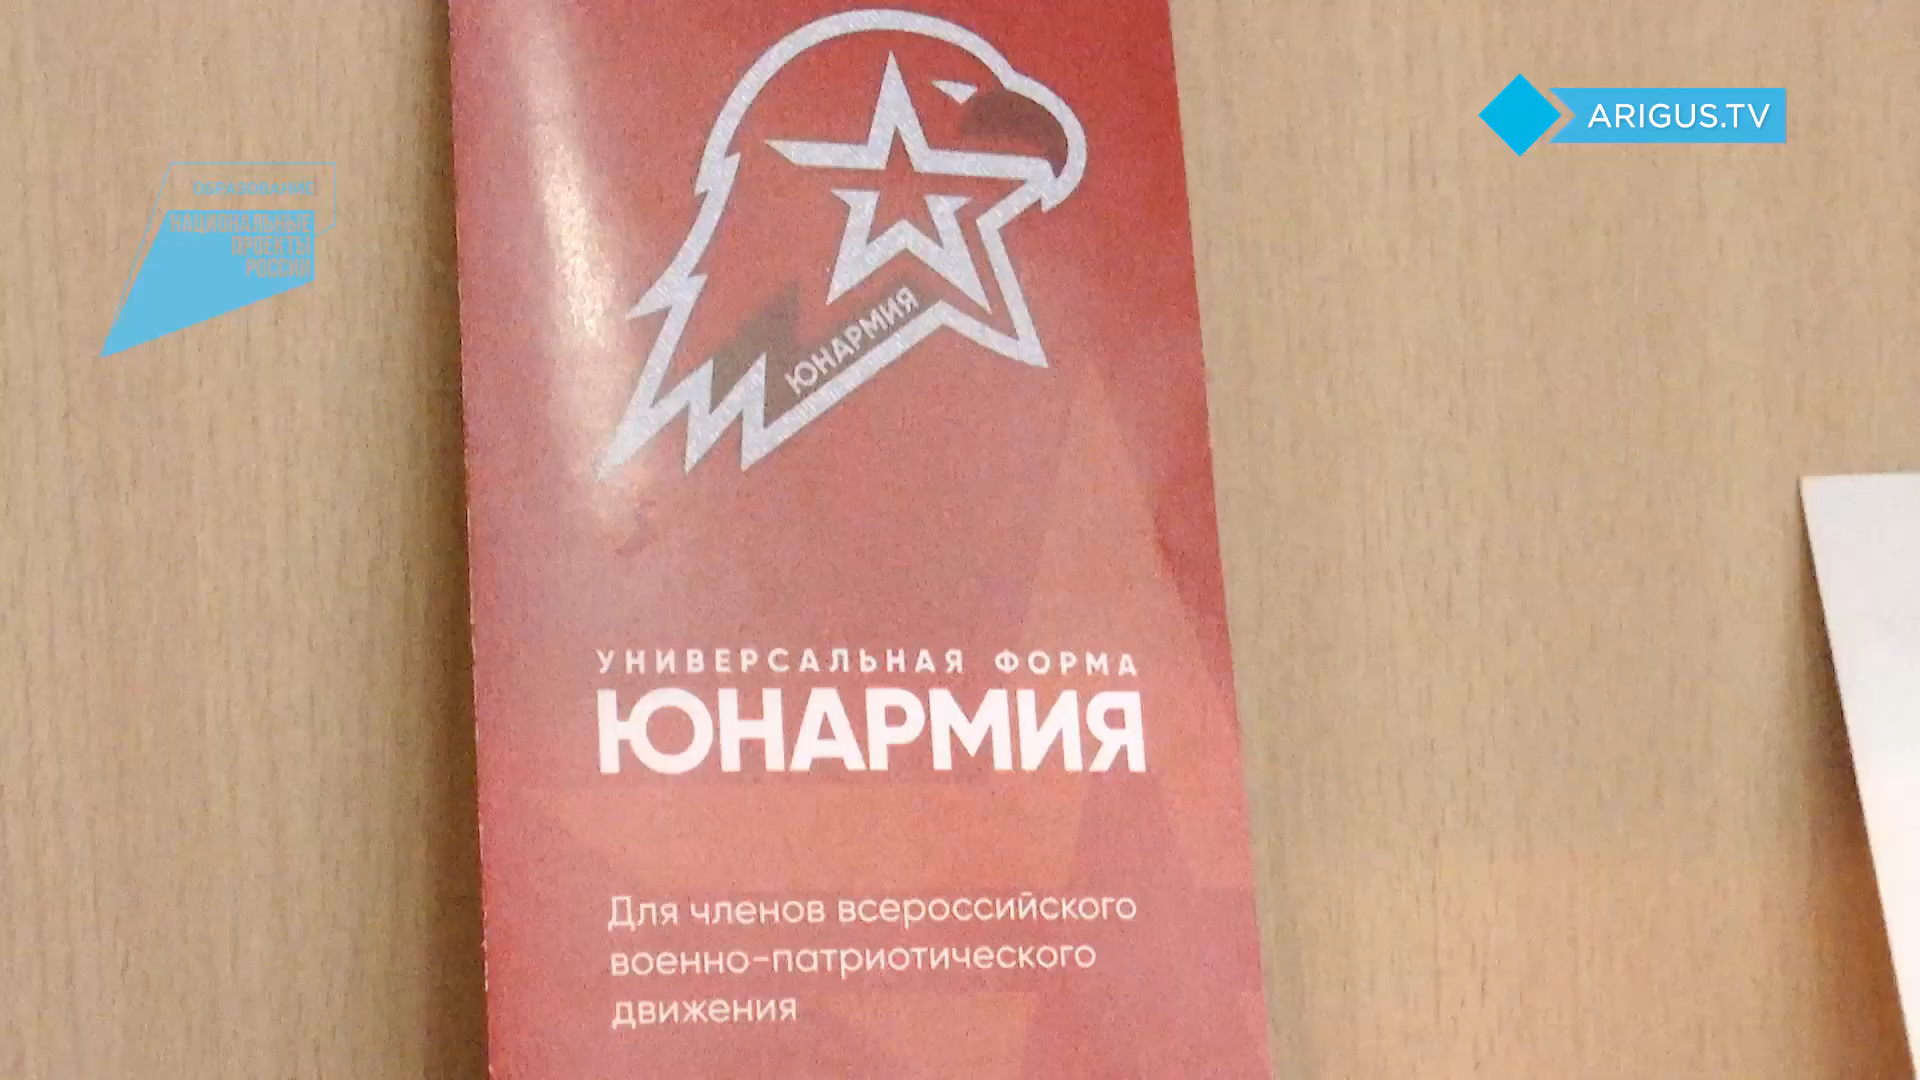 ARIGUS.TV
ОБРАЗОВАНИЕ
НАЦИОНАЛЬНЫЕ
ПРОЕКТЫ
РОССИИ
ЮНАРМИЯ
УНИВЕРСАЛЬНАЯ ФОРМА
ЮНАРМИЯ
Для членов всероссийского
военно-патриотического
движения